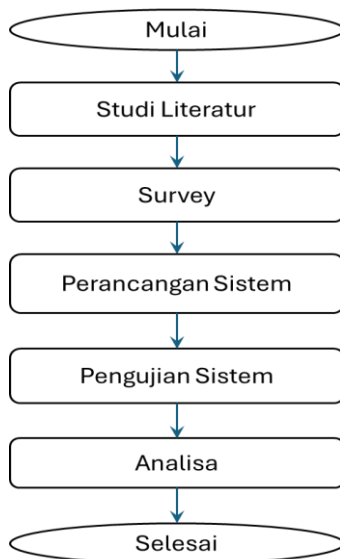 Mulai
Studi Literatur
Survey
Perancangan Sistem
Pengujian Sistem
Analisa
Selesai